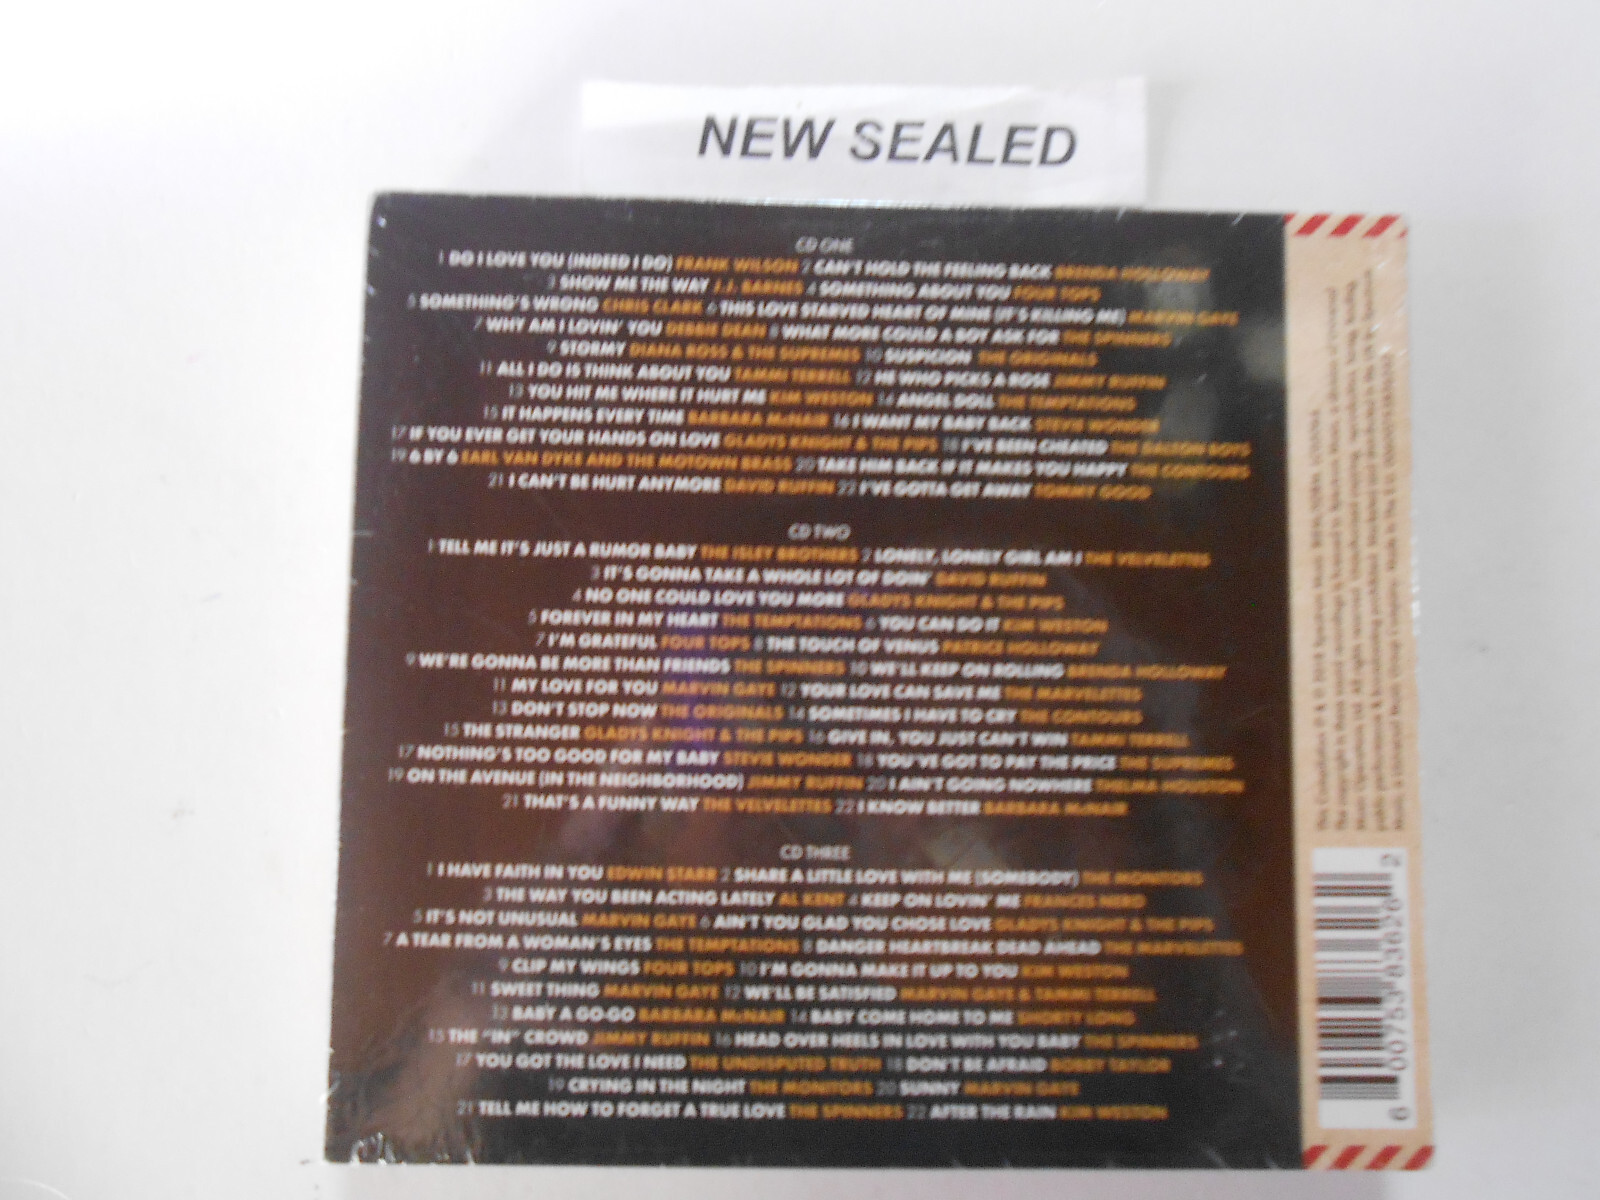 NEW SEALED
CD ONE
1 DO I LOVE YOU (INDEED I DO) FRANK WILSON 2 CAN'T HOLD THE FEELING BACK BRENDA HOLLOWAY
3 SHOW ME THE WAY J.J. BARNES 4 SOMETHING ABOUT YOU FOUR TOPS
5 SOMETHING'S WRONG CHRIS CLARK 6 THIS LOVE STARVED HEART OF MINE (IT'S KILLING ME) MARVIN GAYE
7 WHY AM I LOVIN' YOU DEBBIE DEAN 8 WHAT MORE COULD A BOY ASK FOR THE SPINNERS
9 STORMY DIANA ROSS & THE SUPREMES 10 SUSPICION THE ORIGINALS
11 ALL I DO IS THINK ABOUT YOU TAMMI TERRELL 12 HE WHO PICKS A ROSE JIMMY RUFFIN
13 YOU HIT ME WHERE IT HURT ME KIM WESTON 14 ANGEL DOLL THE TEMPTATIONS
15 IT HAPPENS EVERY TIME BARBARA McNAIR 16 I WANT MY BABY BACK STEVIE WONDER
17 IF YOU EVER GET YOUR HANDS ON LOVE GLADYS KNIGHT & THE PIPS 18 I'VE BEEN CHEATED THE DALTON BOYS
19 6 BY 6 EARL VAN DYKE AND THE MOTOWN BRASS 20 TAKE HIM BACK IF IT MAKES YOU HAPPY THE CONTOURS
21 I CAN'T BE HURT ANYMORE DAVID RUFFIN 22 I'VE GOTTA GET AWAY TOMMY GOOD
CD TWO
1 TELL ME IT'S JUST A RUMOR BABY THE ISLEY BROTHERS 2 LONELY, LONELY GIRL AM I THE VELVELETTES
3 IT'S GONNA TAKE A WHOLE LOT OF DOIN' DAVID RUFFIN
4 NO ONE COULD LOVE YOU MORE GLADYS KNIGHT & THE PIPS
5 FOREVER IN MY HEART THE TEMPTATIONS 6 YOU CAN DO IT KIM WESTON
7 I'M GRATEFUL FOUR TOPS 8 THE TOUCH OF VENUS PATRICE HOLLOWAY
9 WE'RE GONNA BE MORE THAN FRIENDS THE SPINNERS 10 WE'LL KEEP ON ROLLING BRENDA HOLLOWAY
11 MY LOVE FOR YOU MARVIN GAYE 12 YOUR LOVE CAN SAVE ME THE MARVELETTES
13 DON'T STOP NOW THE ORIGINALS 14 SOMETIMES I HAVE TO CRY THE CONTOURS
15 THE STRANGER GLADYS KNIGHT & THE PIPS 16 GIVE IN, YOU JUST CAN'T WIN TAMMI TERRELL
17 NOTHING'S TOO GOOD FOR MY BABY STEVIE WONDER 18 YOU'VE GOT TO PAY THE PRICE THE SUPREMES
19 ON THE AVENUE (IN THE NEIGHBORHOOD) JIMMY RUFFIN 20 I AIN'T GOING NOWHERE THELMA HOUSTON
21 THAT'S A FUNNY WAY THE VELVELETTES 22 I KNOW BETTER BARBARA McNAIR
CD THREE
1 I HAVE FAITH IN YOU EDWIN STARR 2 SHARE A LITTLE LOVE WITH ME (SOMEBODY) THE MONITORS
3 THE WAY YOU BEEN ACTING LATELY AL KENT 4 KEEP ON LOVIN' ME FRANCES NERO
5 IT'S NOT UNUSUAL MARVIN GAYE 6 AIN'T YOU GLAD YOU CHOSE LOVE GLADYS KNIGHT & THE PIPS
7 A TEAR FROM A WOMAN'S EYES THE TEMPTATIONS 8 DANGER HEARTBREAK DEAD AHEAD THE MARVELETTES
9 CLIP MY WINGS FOUR TOPS 10 I'M GONNA MAKE IT UP TO YOU KIM WESTON
11 SWEET THING MARVIN GAYE 12 WE'LL BE SATISFIED MARVIN GAYE & TAMMI TERRELL
13 BABY A GO-GO BARBARA McNAIR 14 BABY COME HOME TO ME SHORTY LONG
15 THE "IN" CROWD JIMMY RUFFIN 16 HEAD OVER HEELS IN LOVE WITH YOU BABY THE SPINNERS
17 YOU GOT THE LOVE I NEED THE UNDISPUTED TRUTH 18 DON'T BE AFRAID BOBBY TAYLOR
19 CRYING IN THE NIGHT THE MONITORS 20 SUNNY MARVIN GAYE
21 TELL ME HOW TO FORGET A TRUE LOVE THE SPINNERS 22 AFTER THE RAIN KIM WESTON
6 00753 83626 2